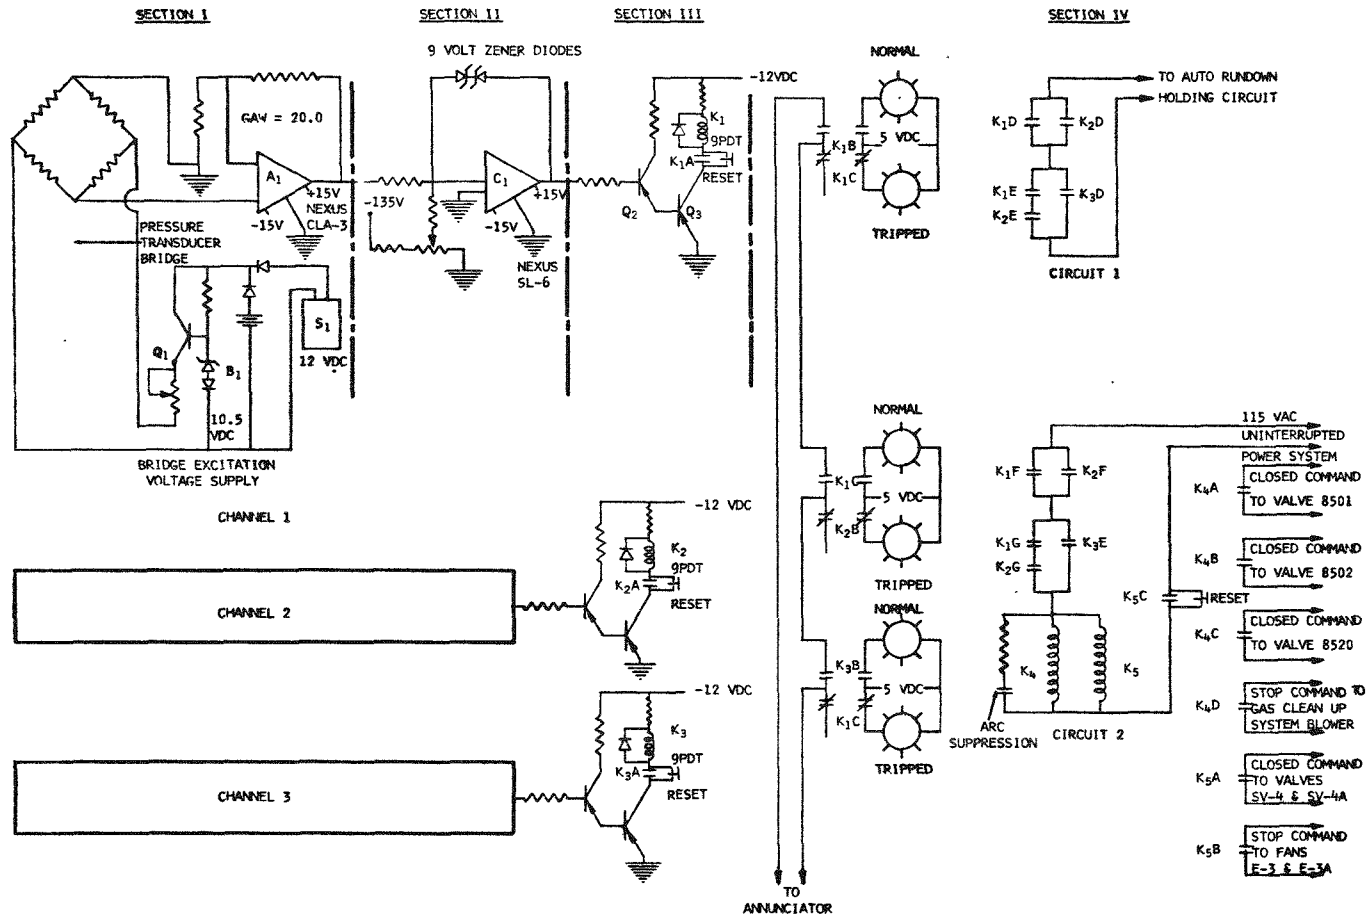 SECTION I
SECTION II
SECTION III
SECTION IV
9 VOLT ZENER DIODES
GAW = 20.0
A1
+15V
-15V
NEXUS
CLA-3
PRESSURE
TRANSDUCER
BRIDGE
Q1
B1
S1
12 VDC
10.5
VDC
BRIDGE EXCITATION
VOLTAGE SUPPLY
CHANNEL 1
-135V
C1
+15V
-15V
NEXUS
SL-6
-12VDC
K1
9PDT
K1A
RESET
Q2
Q3
NORMAL
5 VDC
K1B
K1C
TRIPPED
K1D
K2D
K1E
K2E
K3D
TO AUTO RUNDOWN
HOLDING CIRCUIT
CIRCUIT 1
NORMAL
K1C
5 VDC
K2B
TRIPPED
NORMAL
K3B
5 VDC
K1C
TRIPPED
TO
ANNUNCIATOR
-12 VDC
K2
9PDT
K2A
RESET
CHANNEL 2
-12 VDC
K3
9PDT
K3A
RESET
CHANNEL 3
115 VAC
UNINTERRUPTED
POWER SYSTEM
K1F
K2F
K1G
K2G
K3E
K4
K5
K5C
RESET
ARC
SUPPRESSION
CIRCUIT 2
K4A
CLOSED COMMAND
TO VALVE 8501
K4B
CLOSED COMMAND
TO VALVE 8502
K4C
CLOSED COMMAND
TO VALVE 8520
K4D
STOP COMMAND TO
GAS CLEAN UP
SYSTEM BLOWER
K5A
CLOSED COMMAND
TO VALVES
SV-4 & SV-4A
K5B
STOP COMMAND
TO FANS
E-3 & E-3A